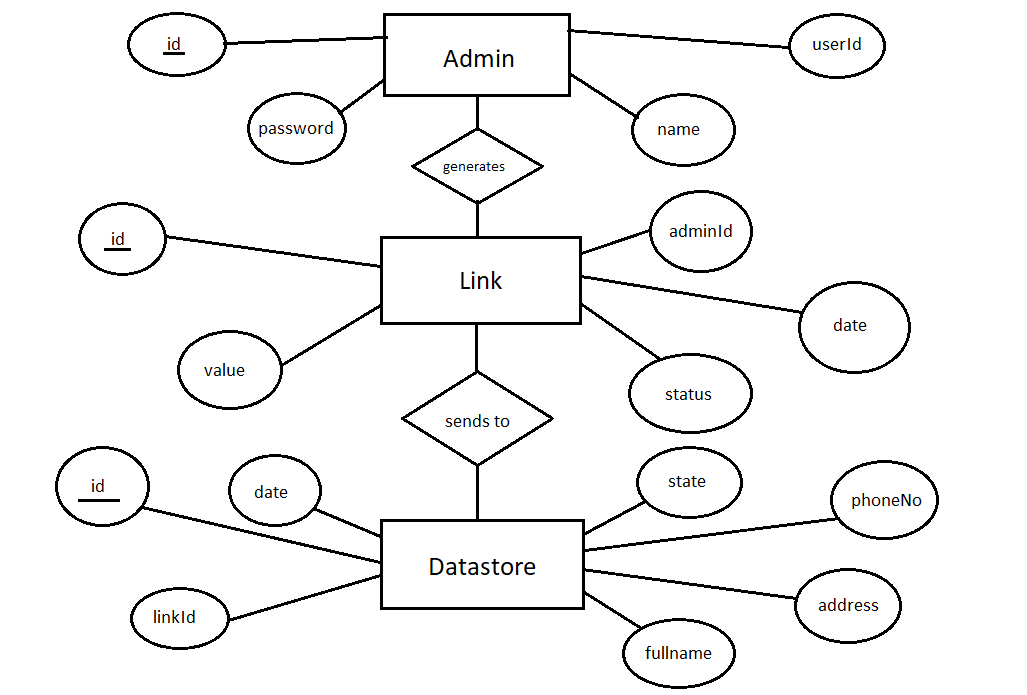 id
Admin
userId
password
name
generates
id
adminId
Link
date
value
status
sends to
id
date
state
phoneNo
Datastore
linkId
address
fullname